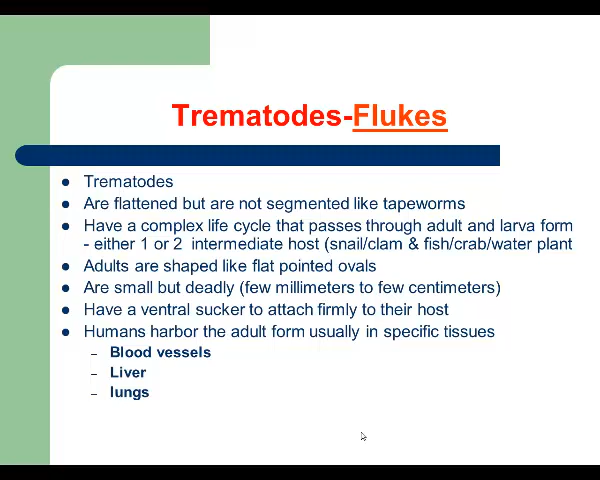 Trematodes-Flukes
Trematodes
Are flattened but are not segmented like tapeworms
Have a complex life cycle that passes through adult and larva form
- either 1 or 2 intermediate host (snail/clam & fish/crab/water plant
Adults are shaped like flat pointed ovals
Are small but deadly (few millimeters to few centimeters)
Have a ventral sucker to attach firmly to their host
Humans harbor the adult form usually in specific tissues
– Blood vessels
– Liver
– lungs